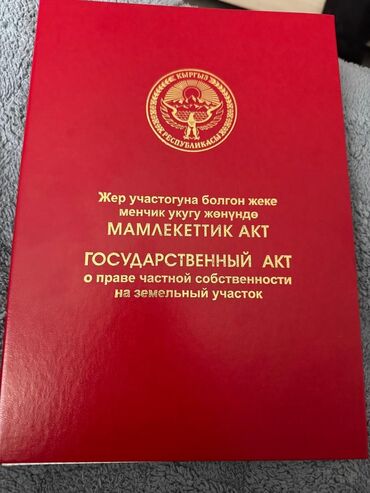 КЫРГЫЗ
РЕСПУБЛИКАСЫ
Жер участогуна болгон жеке
менчик укугу жөнүндө
МАМЛЕКЕТТИК АКТ
ГОСУДАРСТВЕННЫЙ АКТ
о праве частной собственности
на земельный участок